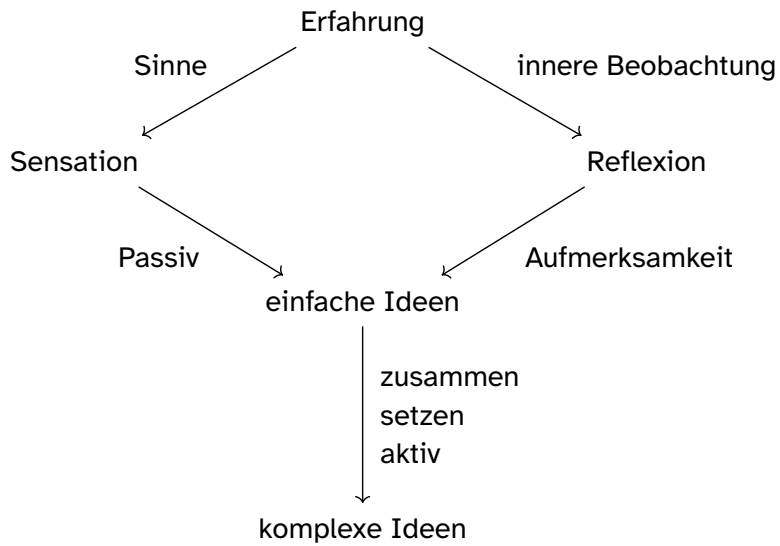 Erfahrung
Sinne
innere Beobachtung
Sensation
Reflexion
Passiv
Aufmerksamkeit
einfache Ideen
zusammen
setzen
aktiv
komplexe Ideen